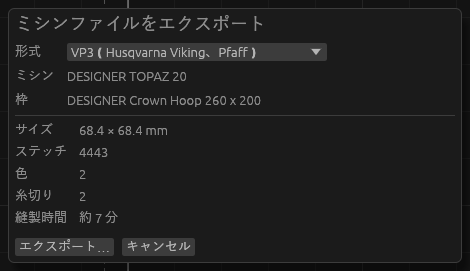 ミシンファイルをエクスポート
形式 VP3 ( Husqvarna Viking、Pfaff )
ミシン DESIGNER TOPAZ 20
枠 DESIGNER Crown Hoop 260 x 200
サイズ 68.4 × 68.4 mm
ステッチ 4443
色 2
糸切り 2
縫製時間 約 7 分
エクスポート... キャンセル